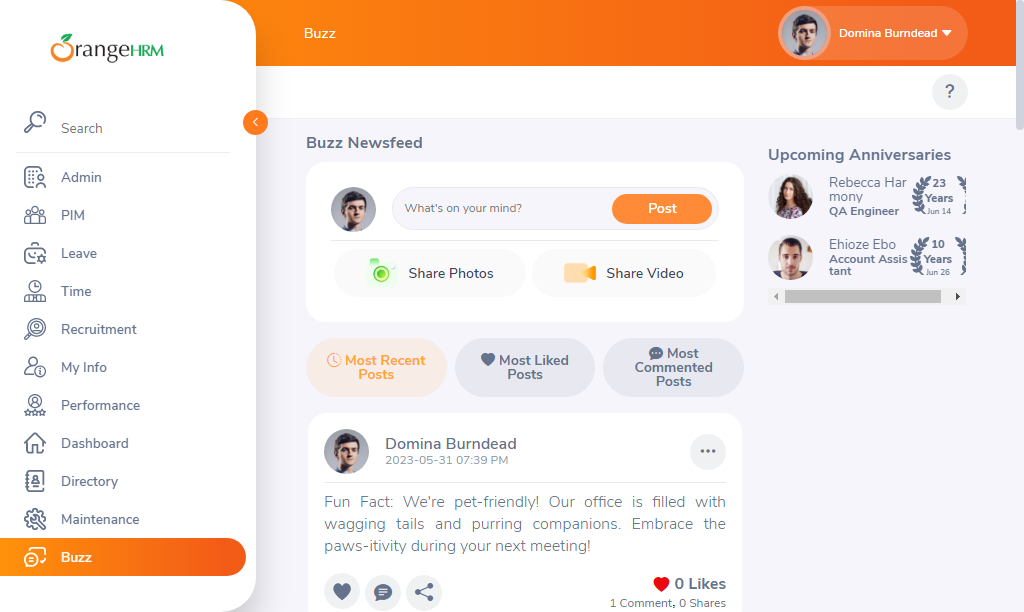 OrangeHRM
Search
Admin
PIM
Leave
Time
Recruitment
My Info
Performance
Dashboard
Directory
Maintenance
Buzz
Buzz
Domina Burndead
?
Buzz Newsfeed
What's on your mind?
Post
Share Photos
Share Video
Most Recent
Posts
Most Liked
Posts
Most
Commented
Posts
Domina Burndead
2023-05-31 07:39 PM
Fun Fact: We're pet-friendly! Our office is filled with
wagging tails and purring companions. Embrace the
paws-itivity during your next meeting!
0 Likes
1 Comment, 0 Shares
Upcoming Anniversaries
Rebecca Har
mony
QA Engineer
23
Years
Jun 14
Ehioze Ebo
Account Assis
tant
10
Years
Jun 26